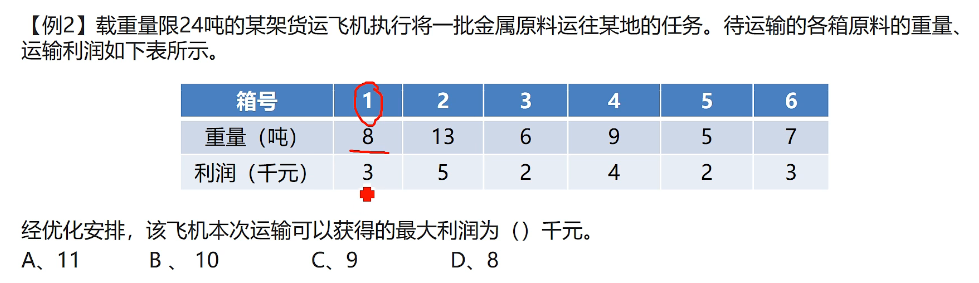 【例2】载重量限24吨的某架货运飞机执行将一批金属原料运往某地的任务。待运输的各箱原料的重量、
运输利润如下表所示。
箱号 1 2 3 4 5 6
重量（吨） 8 13 6 9 5 7
利润（千元） 3 5 2 4 2 3
经优化安排，该飞机本次运输可以获得的最大利润为（）千元。
A、11 B 、 10 C、9 D、8